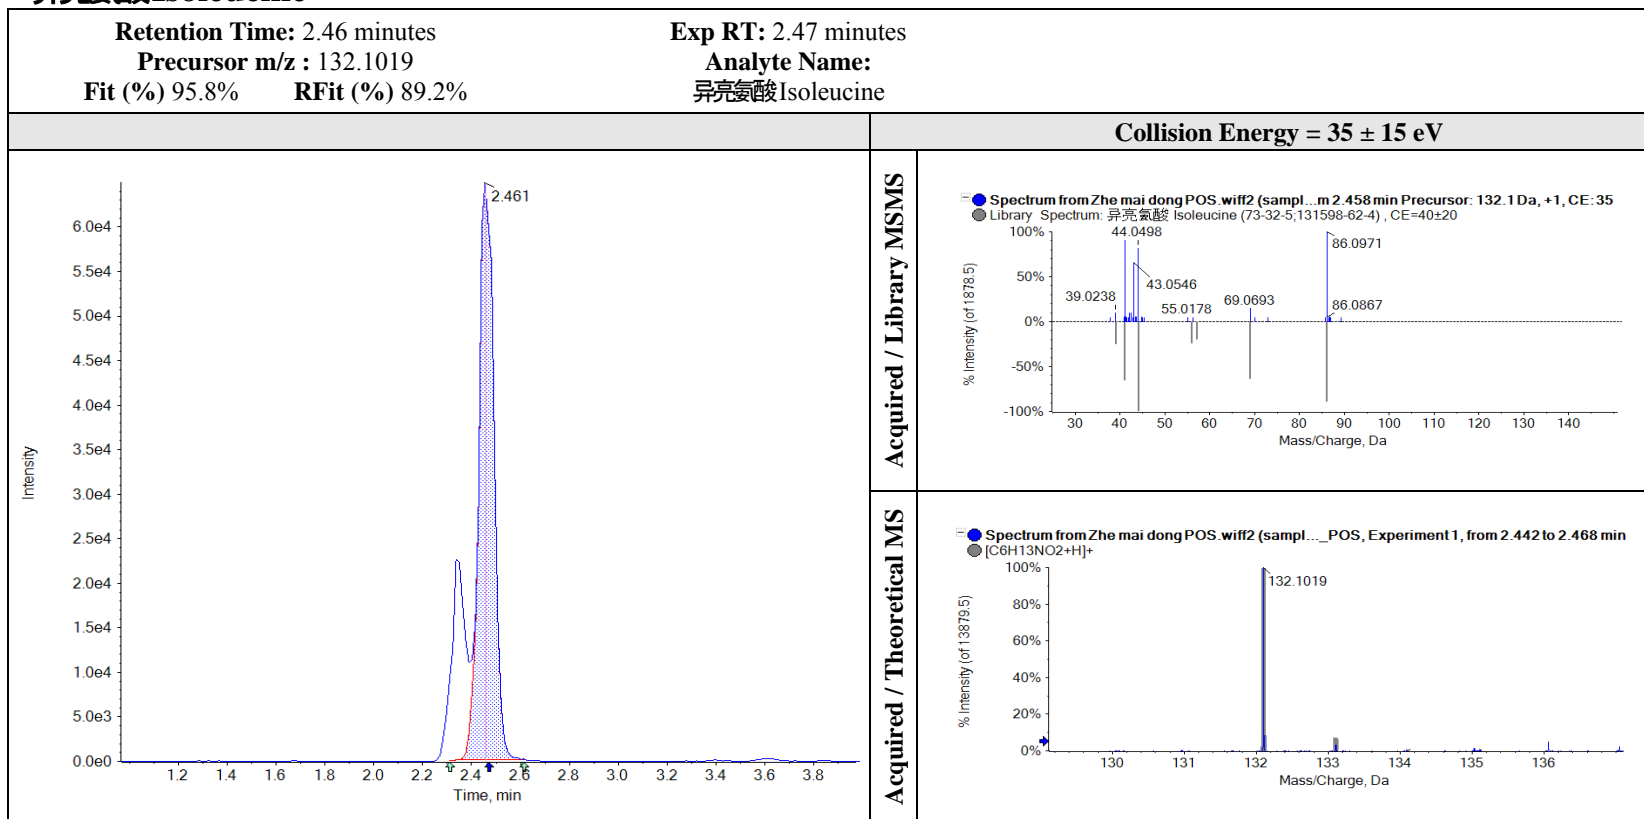 Retention Time: 2.46 minutes
Exp RT: 2.47 minutes
Precursor m/z : 132.1019
Analyte Name:
Fit (%) 95.8% RFit (%) 89.2%
异亮氨酸Isoleucine
Collision Energy = 35 ± 15 eV
2.461
6.0e4
5.5e4
5.0e4
4.5e4
4.0e4
3.5e4
3.0e4
2.5e4
2.0e4
1.5e4
1.0e4
5.0e3
0.0e0
Intensity
1.2 1.4 1.6 1.8 2.0 2.2 2.4 2.6 2.8 3.0 3.2 3.4 3.6 3.8
Time, min
Acquired / Library MSMS
Spectrum from Zhe mai dong POS.wiff2 (sampl...m 2.458 min Precursor: 132.1 Da, +1, CE: 35
Library Spectrum: 异亮氨酸 Isoleucine (73-32-5;131598-62-4) , CE=40±20
100%
50%
0%
-50%
-100%
% Intensity (of 1878.5)
44.0498
86.0971
43.0546
39.0238
55.0178
69.0693
86.0867
30 40 50 60 70 80 90 100 110 120 130 140
Mass/Charge, Da
Acquired / Theoretical MS
Spectrum from Zhe mai dong POS.wiff2 (sampl..._POS, Experiment 1, from 2.442 to 2.468 min
[C6H13NO2+H]+
100%
80%
60%
40%
20%
0%
% Intensity (of 13879.5)
132.1019
130 131 132 133 134 135 136
Mass/Charge, Da